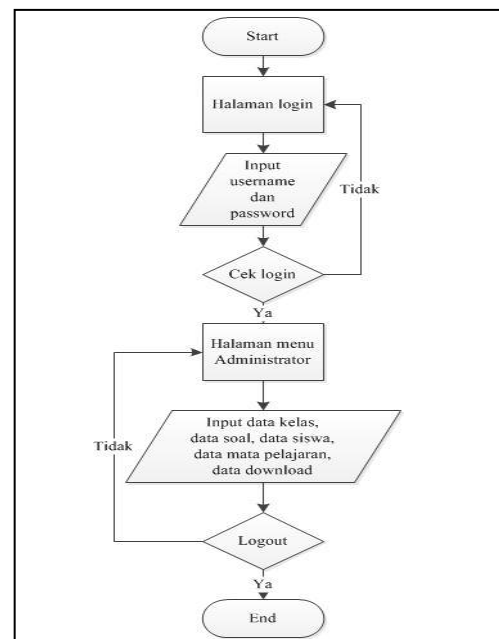 Start
Halaman login
Input
username
dan
password
Tidak
Cek login
Ya
Halaman menu
Administrator
Input data kelas,
data soal, data siswa,
data mata pelajaran,
data download
Tidak
Logout
Ya
End